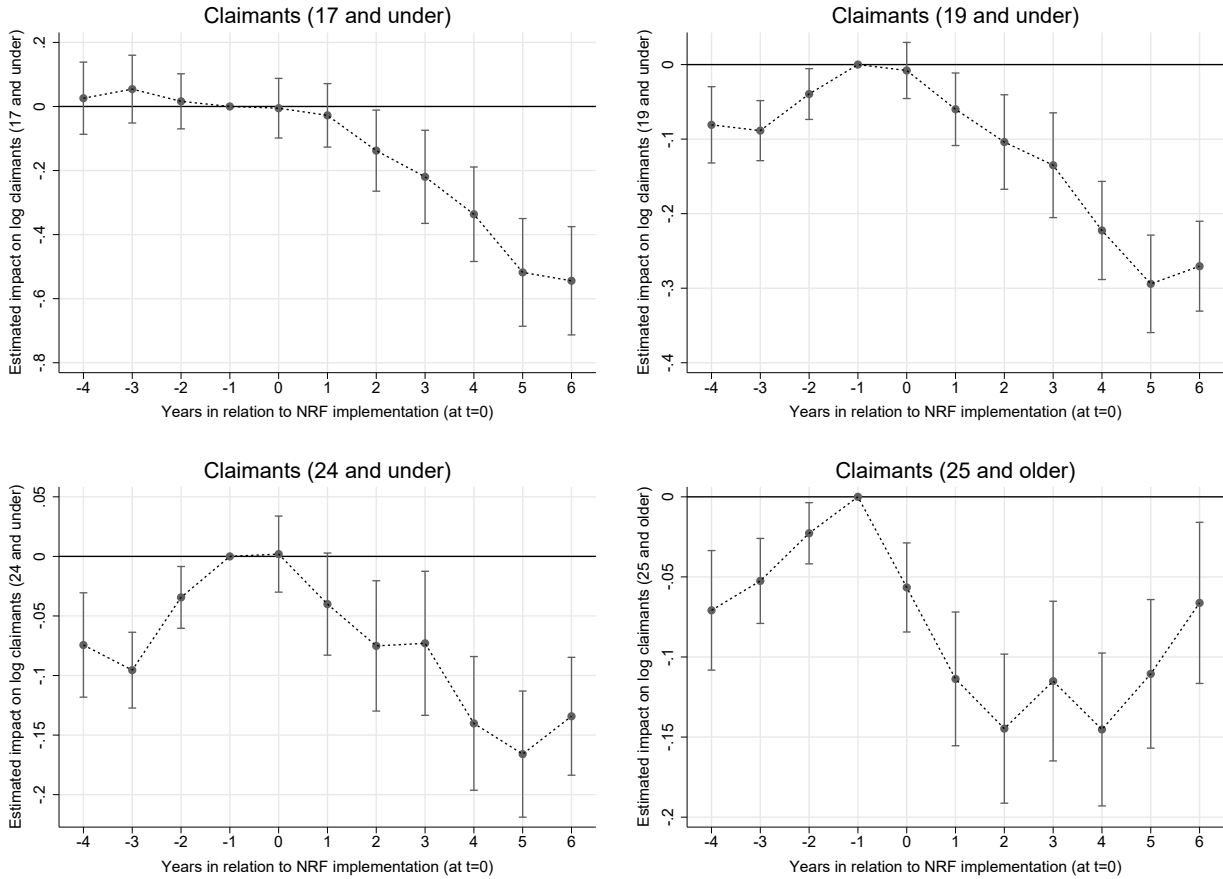 Claimants (17 and under)
Estimated impact on log claimants (17 and under)
.2
0
-.2
-.4
-.6
-.8
-4 -3 -2 -1 0 1 2 3 4 5 6
Years in relation to NRF implementation (at t=0)
Claimants (19 and under)
Estimated impact on log claimants (19 and under)
0
-.1
-.2
-.3
-.4
-4 -3 -2 -1 0 1 2 3 4 5 6
Years in relation to NRF implementation (at t=0)
Claimants (24 and under)
Estimated impact on log claimants (24 and under)
.05
0
-.05
-.1
-.15
-.2
-4 -3 -2 -1 0 1 2 3 4 5 6
Years in relation to NRF implementation (at t=0)
Claimants (25 and older)
Estimated impact on log claimants (25 and older)
0
-.05
-.1
-.15
-.2
-4 -3 -2 -1 0 1 2 3 4 5 6
Years in relation to NRF implementation (at t=0)